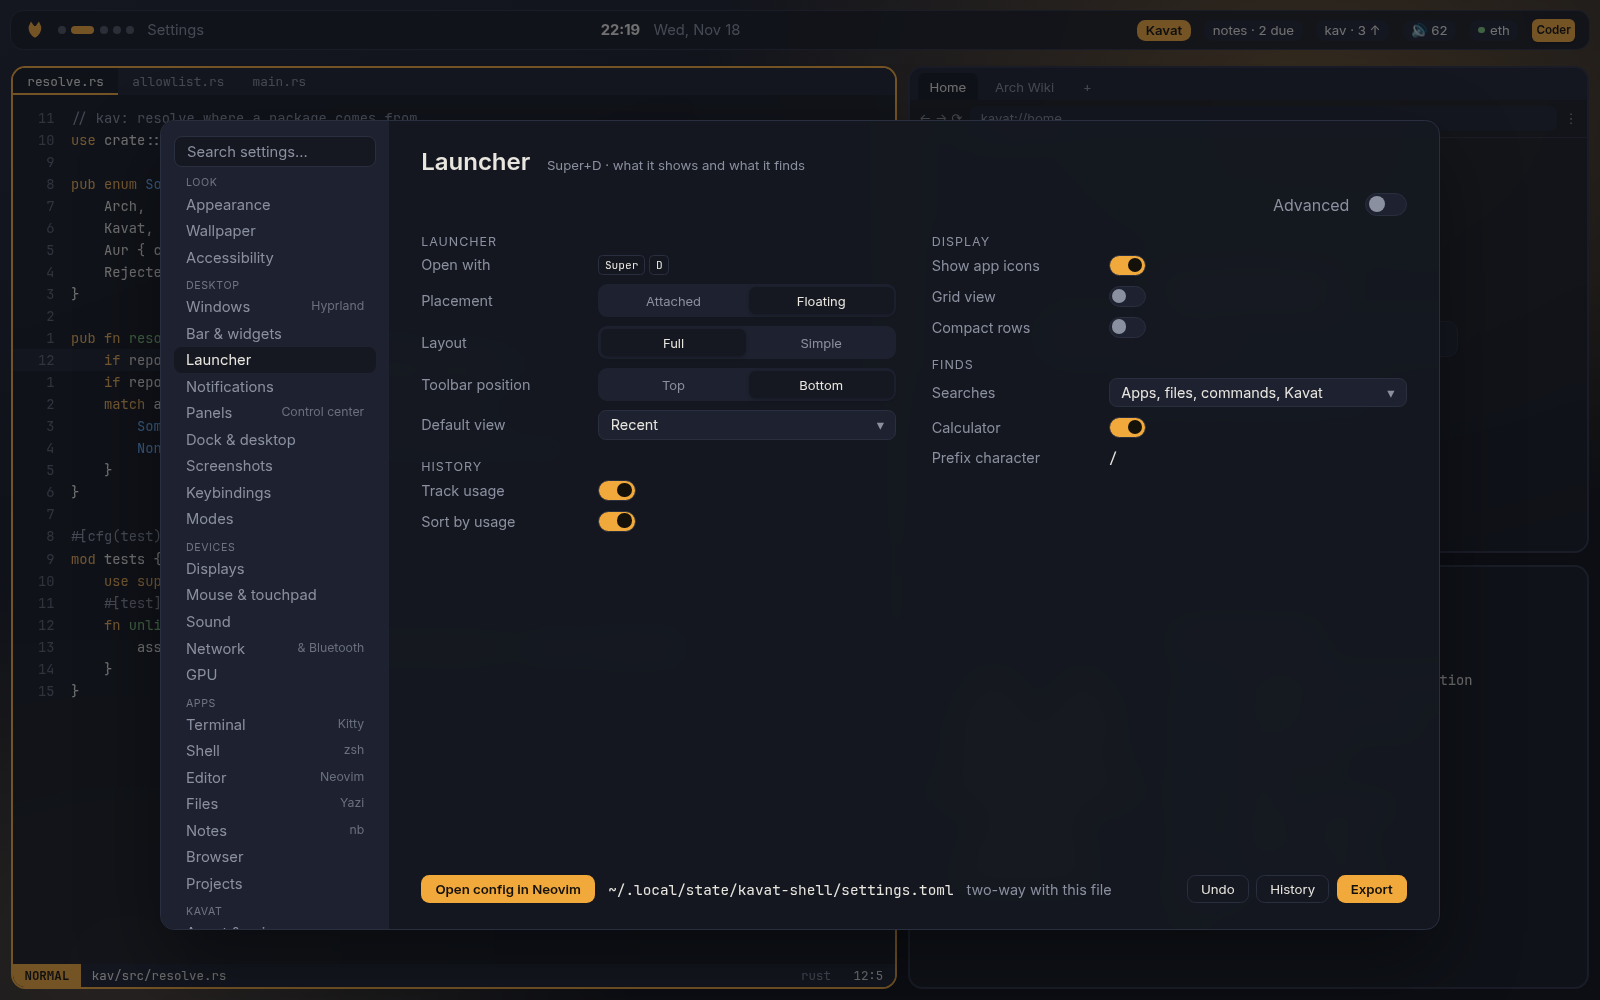 Settings
22:19 Wed, Nov 18
Kavat
notes · 2 due
kav · 3 ↑
🔊 62
eth
Coder
resolve.rs
allowlist.rs
main.rs
11 // kav: resolve where a package comes from
10 use crate::
9
8 pub enum So
7 Arch,
6 Kavat,
5 Aur { c
4 Rejecte
3 }
2
1 pub fn reso
12 if repo
1 if repo
2 match a
3 Som
4 Non
5 }
6 }
7
8 #[cfg(test)
9 mod tests {
10 use sup
11 #[test]
12 fn unli
13 ass
14 }
15 }
NORMAL kav/src/resolve.rs
rust 12:5
Home
Arch Wiki
+
← → ⟳ kavat://home ⋮
tion
Search settings...
LOOK
Appearance
Wallpaper
Accessibility
DESKTOP
Windows Hyprland
Bar & widgets
Launcher
Notifications
Panels Control center
Dock & desktop
Screenshots
Keybindings
Modes
DEVICES
Displays
Mouse & touchpad
Sound
Network & Bluetooth
GPU
APPS
Terminal Kitty
Shell zsh
Editor Neovim
Files Yazi
Notes nb
Browser
Projects
KAVAT
Launcher Super+D · what it shows and what it finds
Advanced
LAUNCHER
Open with Super D
Placement Attached Floating
Layout Full Simple
Toolbar position Top Bottom
Default view Recent ▾
HISTORY
Track usage
Sort by usage
DISPLAY
Show app icons
Grid view
Compact rows
FINDS
Searches Apps, files, commands, Kavat ▾
Calculator
Prefix character /
Open config in Neovim ~/.local/state/kavat-shell/settings.toml two-way with this file
Undo
History
Export